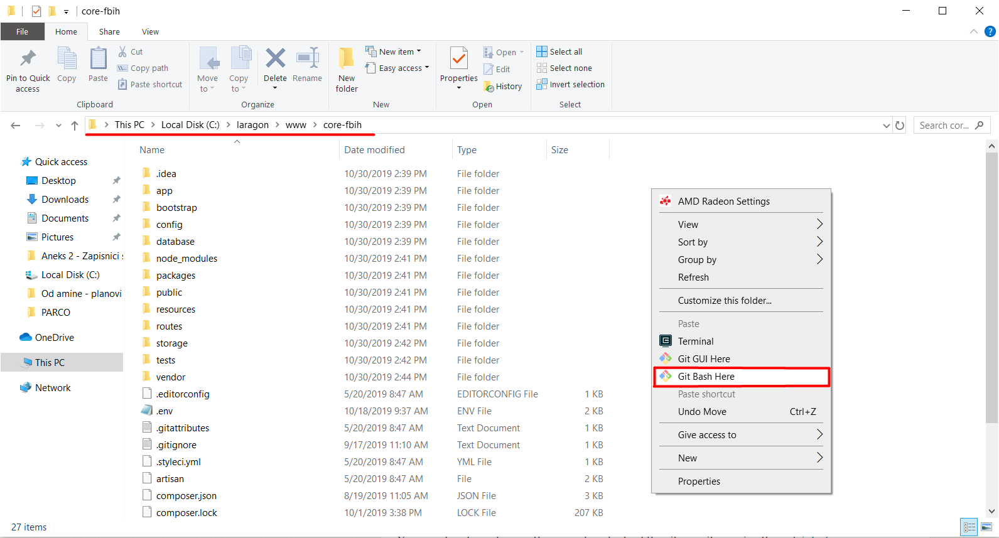 core-fbih
File Home Share View
Pin to Quick access
Copy
Paste
Cut
Copy path
Paste shortcut
Clipboard
Move to
Copy to
Delete
Rename
Organize
New folder
New item
Easy access
New
Properties
Open
Edit
History
Open
Select all
Select none
Invert selection
Select
This PC Local Disk (C:) laragon www core-fbih
Search cor...
Quick access
Desktop
Downloads
Documents
Pictures
Aneks 2 - Zapisnici
Local Disk (C:)
Od amine - planovi
PARCO
OneDrive
This PC
Network
Name Date modified Type Size
.idea 10/30/2019 2:39 PM File folder
app 10/30/2019 2:39 PM File folder
bootstrap 10/30/2019 2:39 PM File folder
config 10/30/2019 2:39 PM File folder
database 10/30/2019 2:39 PM File folder
node_modules 10/30/2019 2:41 PM File folder
packages 10/30/2019 2:41 PM File folder
public 10/30/2019 2:41 PM File folder
resources 10/30/2019 2:41 PM File folder
routes 10/30/2019 2:41 PM File folder
storage 10/30/2019 2:42 PM File folder
tests 10/30/2019 2:42 PM File folder
vendor 10/30/2019 2:44 PM File folder
.editorconfig 5/20/2019 8:47 AM EDITORCONFIG File 1 KB
.env 10/18/2019 9:37 AM ENV File 2 KB
.gitattributes 5/20/2019 8:47 AM Text Document 1 KB
.gitignore 9/17/2019 11:10 AM Text Document 1 KB
.styleci.yml 5/20/2019 8:47 AM YML File 1 KB
artisan 5/20/2019 8:47 AM File 2 KB
composer.json 8/19/2019 11:05 AM JSON File 3 KB
composer.lock 10/1/2019 3:38 PM LOCK File 207 KB
AMD Radeon Settings
View
Sort by
Group by
Refresh
Customize this folder...
Paste
Terminal
Git GUI Here
Git Bash Here
Paste shortcut
Undo Move Ctrl+Z
Give access to
New
Properties
27 items